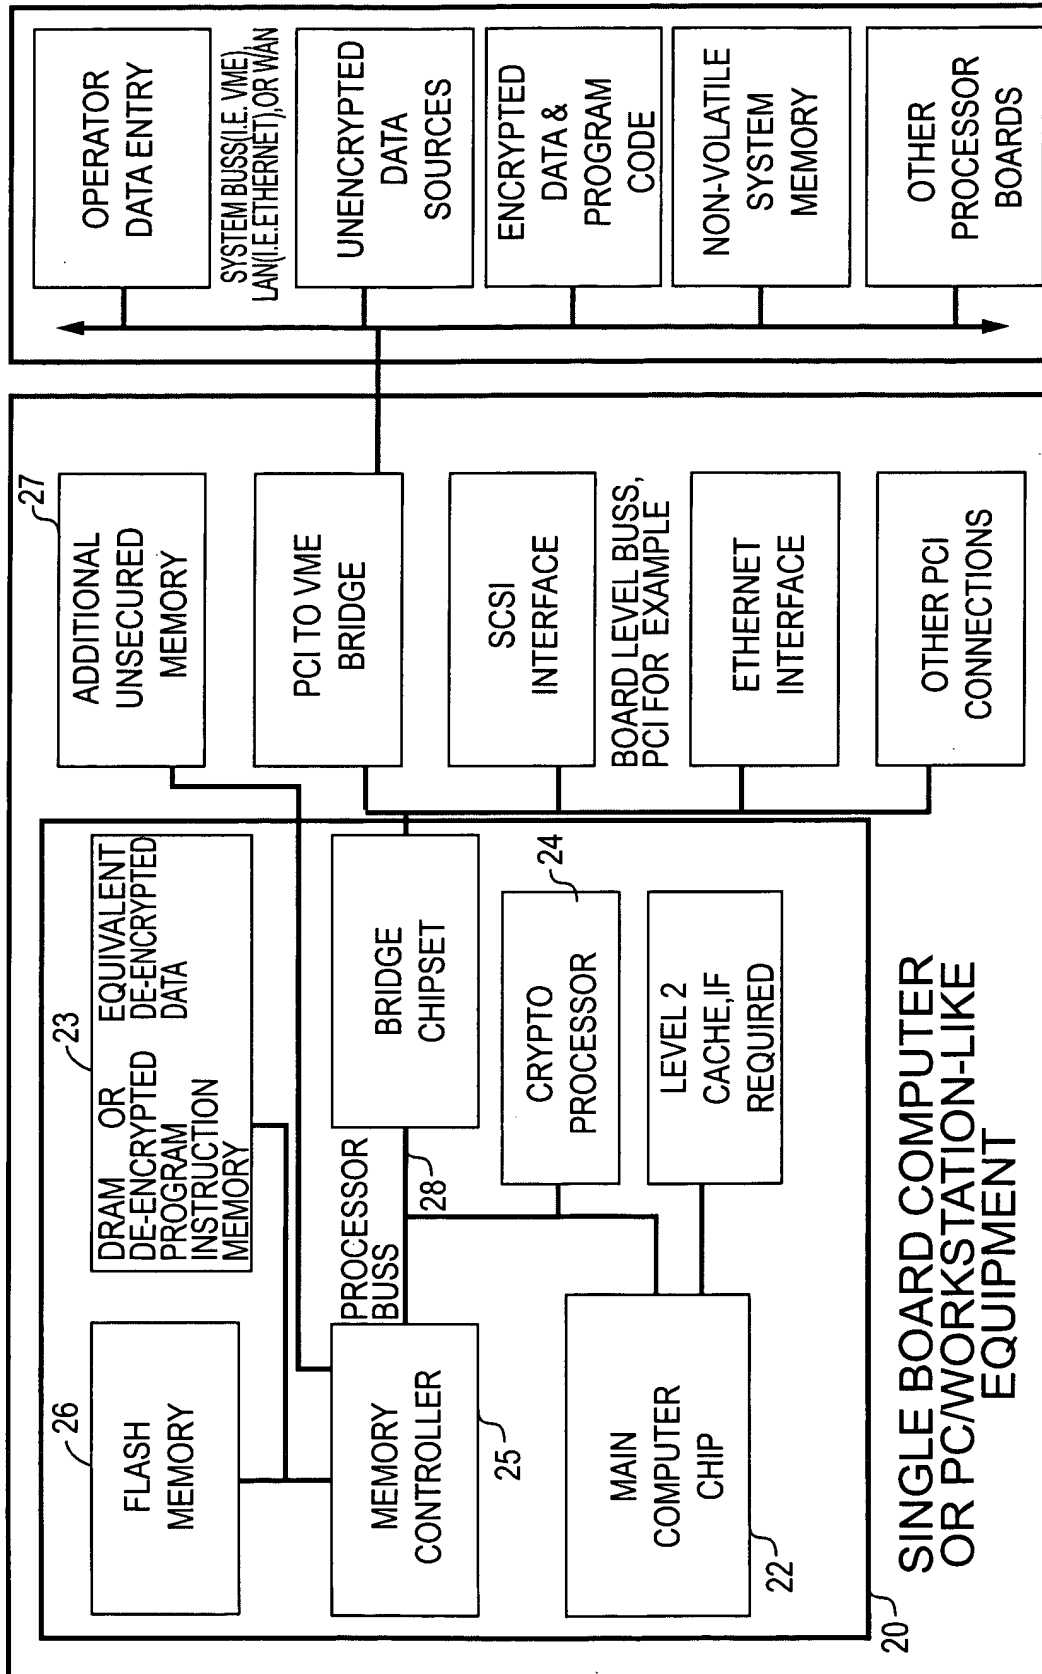 26
FLASH
MEMORY
23
DRAM OR
DE-ENCRYPTED
PROGRAM
INSTRUCTION
MEMORY
EQUIVALENT
DE-ENCRYPTED
DATA
27
ADDITIONAL
UNSECURED
MEMORY
OPERATOR
DATA ENTRY
SYSTEM BUSS(I.E. VME),
LAN(I.E.ETHERNET),OR WAN
MEMORY
CONTROLLER
25
PROCESSOR
BUSS
28
BRIDGE
CHIPSET
PCI TO VME
BRIDGE
UNENCRYPTED
DATA
SOURCES
CRYPTO
PROCESSOR
24
SCSI
INTERFACE
ENCRYPTED
DATA &
PROGRAM
CODE
BOARD LEVEL BUSS,
PCI FOR EXAMPLE
MAIN
COMPUTER
CHIP
22
LEVEL 2
CACHE,IF
REQUIRED
ETHERNET
INTERFACE
NON-VOLATILE
SYSTEM
MEMORY
OTHER PCI
CONNECTIONS
OTHER
PROCESSOR
BOARDS
20
SINGLE BOARD COMPUTER
OR PC/WORKSTATION-LIKE
EQUIPMENT